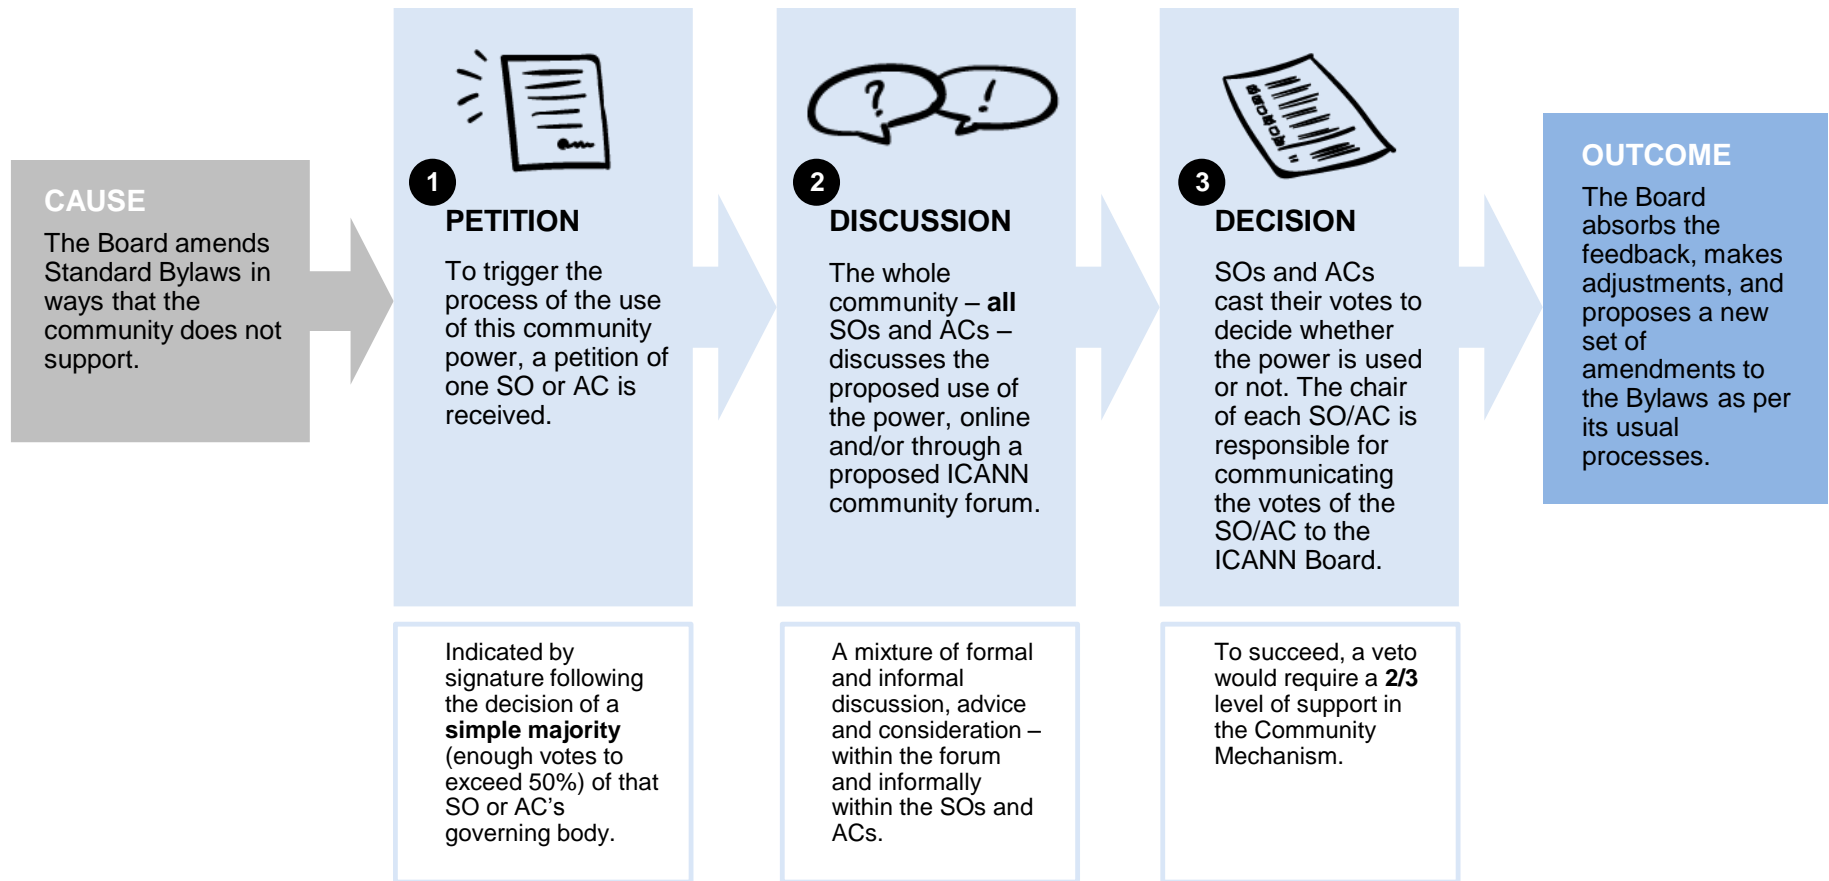 CAUSE
The Board amends
Standard Bylaws in
ways that the
community does not
support.
1
PETITION
To trigger the
process of the use
of this community
power, a petition of
one SO or AC is
received.
Indicated by
signature following
the decision of a
simple majority
(enough votes to
exceed 50%) of that
SO or AC’s
governing body.
?
!
2
DISCUSSION
The whole
community – all
SOs and ACs –
discusses the
proposed use of
the power, online
and/or through a
proposed ICANN
community forum.
A mixture of formal
and informal
discussion, advice
and consideration –
within the forum
and informally
within the SOs and
ACs.
3
DECISION
SOs and ACs
cast their votes to
decide whether
the power is used
or not. The chair
of each SO/AC is
responsible for
communicating
the votes of the
SO/AC to the
ICANN Board.
To succeed, a veto
would require a 2/3
level of support in
the Community
Mechanism.
OUTCOME
The Board
absorbs the
feedback, makes
adjustments, and
proposes a new
set of
amendments to
the Bylaws as per
its usual
processes.